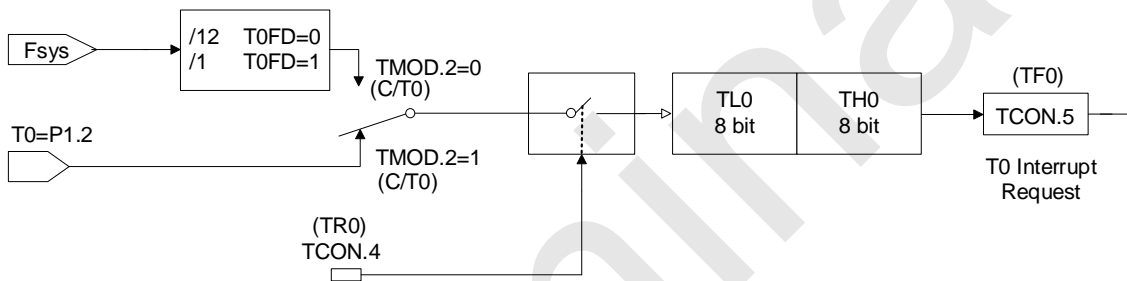 Fsys
/12 T0FD=0
/1 T0FD=1
TMOD.2=0
(C/T0)
T0=P1.2
TMOD.2=1
(C/T0)
(TR0)
TCON.4
TL0
8 bit
TH0
8 bit
(TF0)
TCON.5
T0 Interrupt
Request